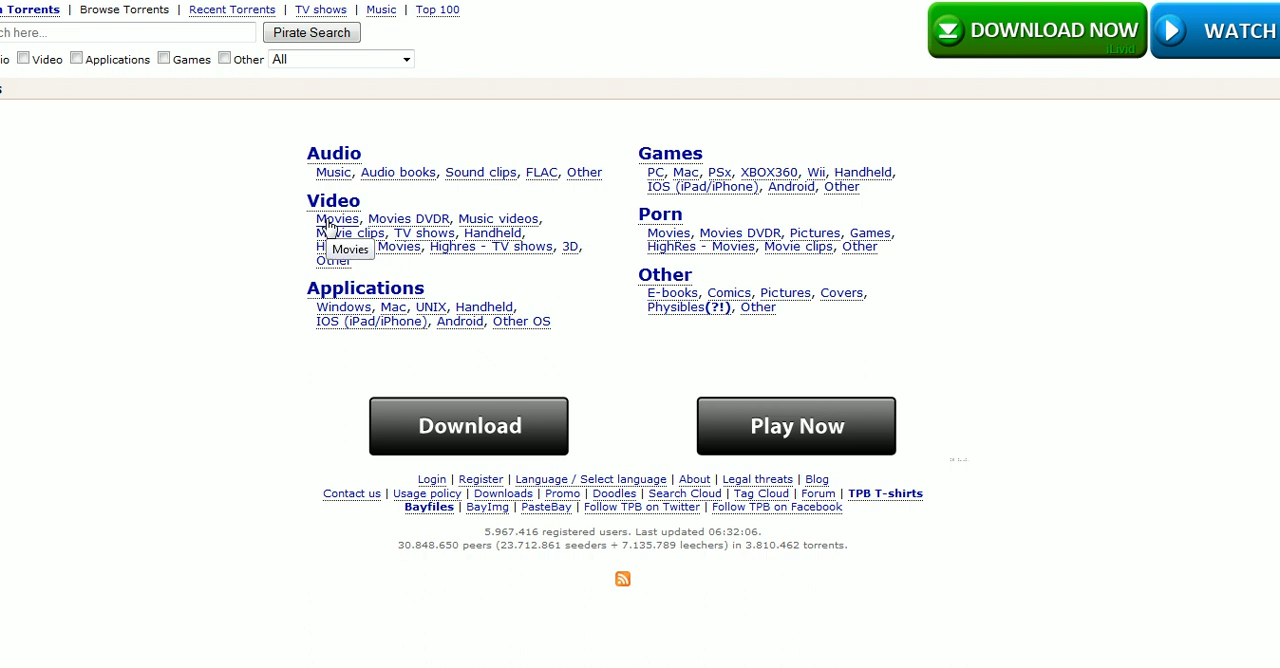 Torrents | Browse Torrents | Recent Torrents | TV shows | Music | Top 100
ch here... Pirate Search
DOWNLOAD NOW
iLivid
WATCH
io Video Applications Games Other All
Audio
Music, Audio books, Sound clips, FLAC, Other
Video
Movies, Movies DVDR, Music videos,
Movie clips, TV shows, Handheld,
Movies, Highres - TV shows, 3D,
Movies
Other
Applications
Windows, Mac, UNIX, Handheld,
IOS (iPad/iPhone), Android, Other OS
Games
PC, Mac, PSx, XBOX360, Wii, Handheld,
IOS (iPad/iPhone), Android, Other
Porn
Movies, Movies DVDR, Pictures, Games,
HighRes - Movies, Movie clips, Other
Other
E-books, Comics, Pictures, Covers,
Physibles(?!), Other
Download
Play Now
Login | Register | Language / Select language | About | Legal threats | Blog
Contact us | Usage policy | Downloads | Promo | Doodles | Search Cloud | Tag Cloud | Forum | TPB T-shirts
Bayfiles | BayImg | PasteBay | Follow TPB on Twitter | Follow TPB on Facebook
5.967.416 registered users. Last updated 06:32:06.
30.848.650 peers (23.712.861 seeders + 7.135.789 leechers) in 3.810.462 torrents.